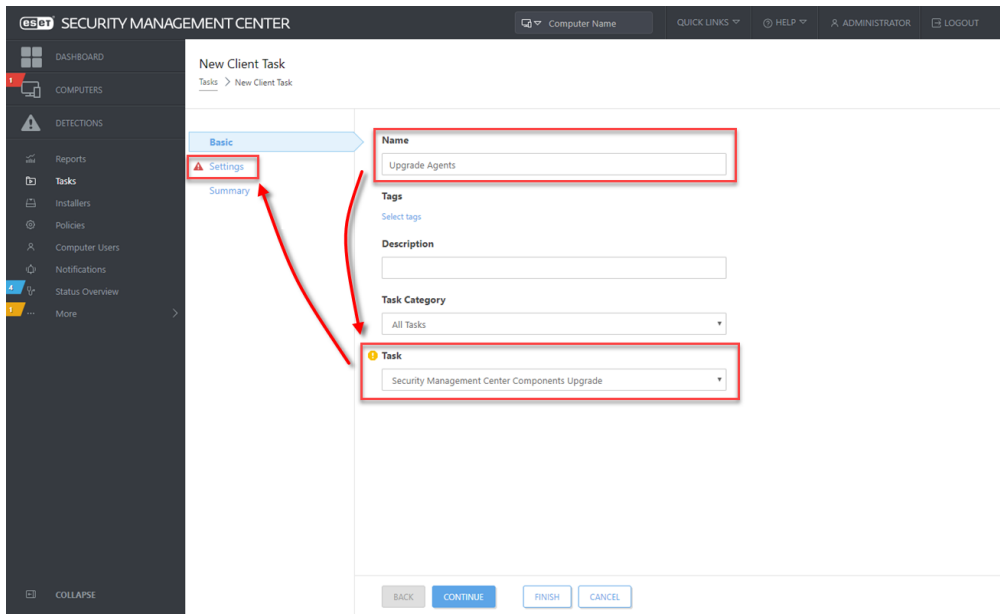 eset SECURITY MANAGEMENT CENTER
Computer Name
QUICK LINKS
HELP
ADMINISTRATOR
LOGOUT
DASHBOARD
1
COMPUTERS
DETECTIONS
Reports
Tasks
Installers
Policies
Computer Users
Notifications
4
Status Overview
1
More
COLLAPSE
New Client Task
Tasks > New Client Task
Basic
Settings
Summary
Name
Upgrade Agents
Tags
Select tags
Description
Task Category
All Tasks
Task
Security Management Center Components Upgrade
BACK
CONTINUE
FINISH
CANCEL